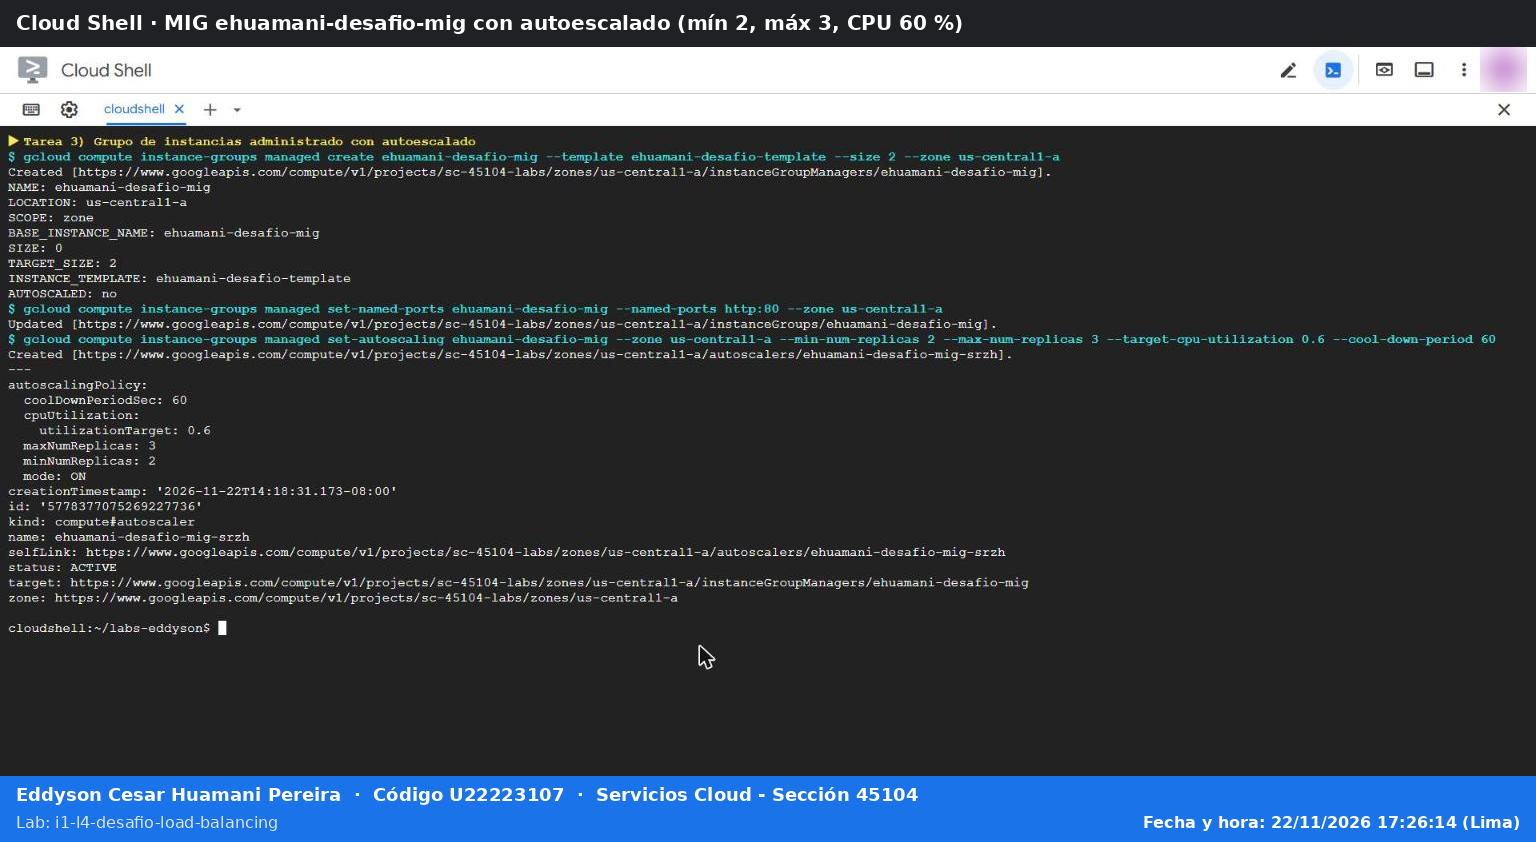 Cloud Shell · MIG ehuamani-desafio-mig con autoescalado (mín 2, máx 3, CPU 60 %)
Cloud Shell
cloudshell
▶ Tarea 3) Grupo de instancias administrado con autoescalado
$ gcloud compute instance-groups managed create ehuamani-desafio-mig --template ehuamani-desafio-template --size 2 --zone us-central1-a
Created [https://www.googleapis.com/compute/v1/projects/sc-45104-labs/zones/us-central1-a/instanceGroupManagers/ehuamani-desafio-mig].
NAME: ehuamani-desafio-mig
LOCATION: us-central1-a
SCOPE: zone
BASE_INSTANCE_NAME: ehuamani-desafio-mig
SIZE: 0
TARGET_SIZE: 2
INSTANCE_TEMPLATE: ehuamani-desafio-template
AUTOSCALED: no
$ gcloud compute instance-groups managed set-named-ports ehuamani-desafio-mig --named-ports http:80 --zone us-central1-a
Updated [https://www.googleapis.com/compute/v1/projects/sc-45104-labs/zones/us-central1-a/instanceGroups/ehuamani-desafio-mig].
$ gcloud compute instance-groups managed set-autoscaling ehuamani-desafio-mig --zone us-central1-a --min-num-replicas 2 --max-num-replicas 3 --target-cpu-utilization 0.6 --cool-down-period 60
Created [https://www.googleapis.com/compute/v1/projects/sc-45104-labs/zones/us-central1-a/autoscalers/ehuamani-desafio-mig-srzh].
---
autoscalingPolicy:
  coolDownPeriodSec: 60
  cpuUtilization:
    utilizationTarget: 0.6
  maxNumReplicas: 3
  minNumReplicas: 2
  mode: ON
creationTimestamp: '2026-11-22T14:18:31.173-08:00'
id: '5778377075269227736'
kind: compute#autoscaler
name: ehuamani-desafio-mig-srzh
selfLink: https://www.googleapis.com/compute/v1/projects/sc-45104-labs/zones/us-central1-a/autoscalers/ehuamani-desafio-mig-srzh
status: ACTIVE
target: https://www.googleapis.com/compute/v1/projects/sc-45104-labs/zones/us-central1-a/instanceGroupManagers/ehuamani-desafio-mig
zone: https://www.googleapis.com/compute/v1/projects/sc-45104-labs/zones/us-central1-a
cloudshell:~/labs-eddyson$
Eddyson Cesar Huamani Pereira · Código U22223107 · Servicios Cloud - Sección 45104
Lab: i1-l4-desafio-load-balancing
Fecha y hora: 22/11/2026 17:26:14 (Lima)